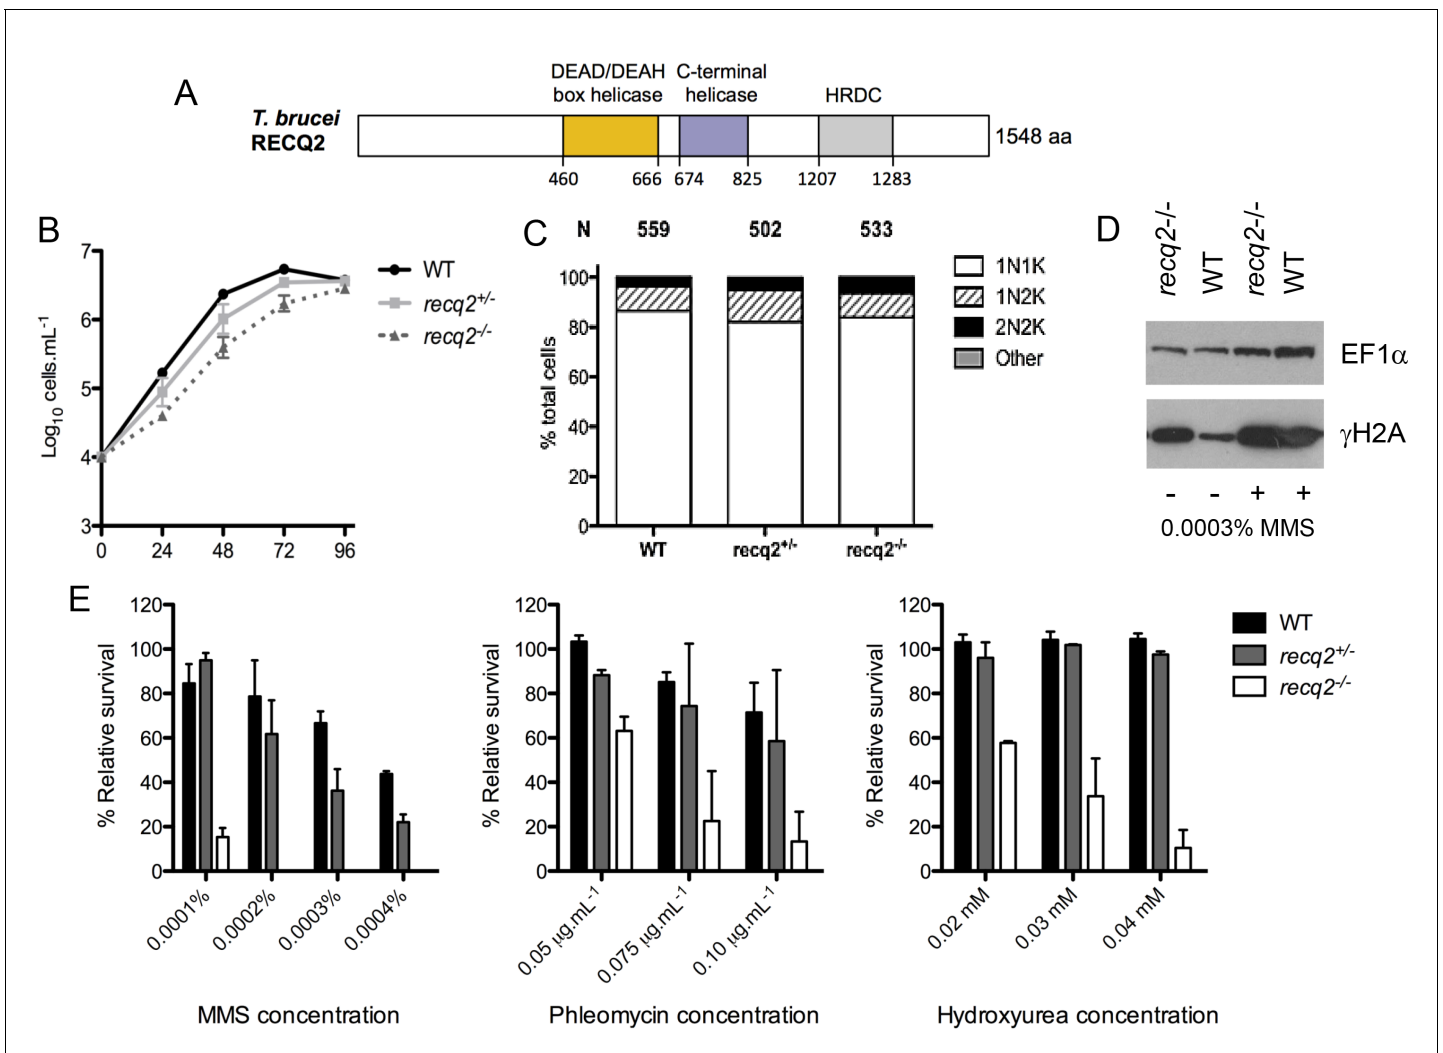 A
DEAD/DEAH
box helicase
C-terminal
helicase
HRDC
T. brucei
RECQ2
1548 aa
460
666
674
825
1207
1283
B
7
6
5
4
3
Log10 cells.mL-1
0
24
48
72
96
WT
recq2+/-
recq2-/-
C
N
559
502
533
100
80
60
40
20
0
% total cells
WT
recq2+/-
recq2-/-
1N1K
1N2K
2N2K
Other
D
recq2-/-
WT
recq2-/-
WT
EF1α
γH2A
- - + +
0.0003% MMS
E
120
100
80
60
40
20
0
% Relative survival
0.0001%
0.0002%
0.0003%
0.0004%
MMS concentration
120
100
80
60
40
20
0
% Relative survival
0.05 µg.mL-1
0.075 µg.mL-1
0.10 µg.mL-1
Phleomycin concentration
120
100
80
60
40
20
0
% Relative survival
0.02 mM
0.03 mM
0.04 mM
Hydroxyurea concentration
WT
recq2+/-
recq2-/-